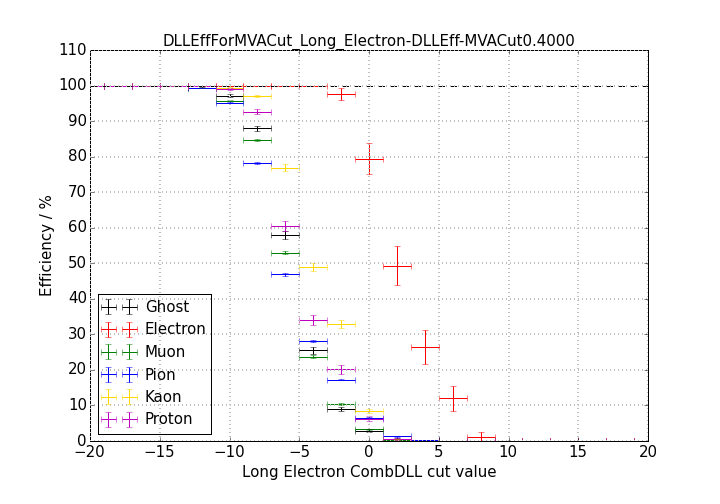 DLLEffForMVACut_Long_Electron-DLLEff-MVACut0.4000
110
100
90
80
70
60
50
40
30
20
10
0
Efficiency / %
Ghost
Electron
Muon
Pion
Kaon
Proton
−20 −15 −10 −5 0 5 10 15 20
Long Electron CombDLL cut value